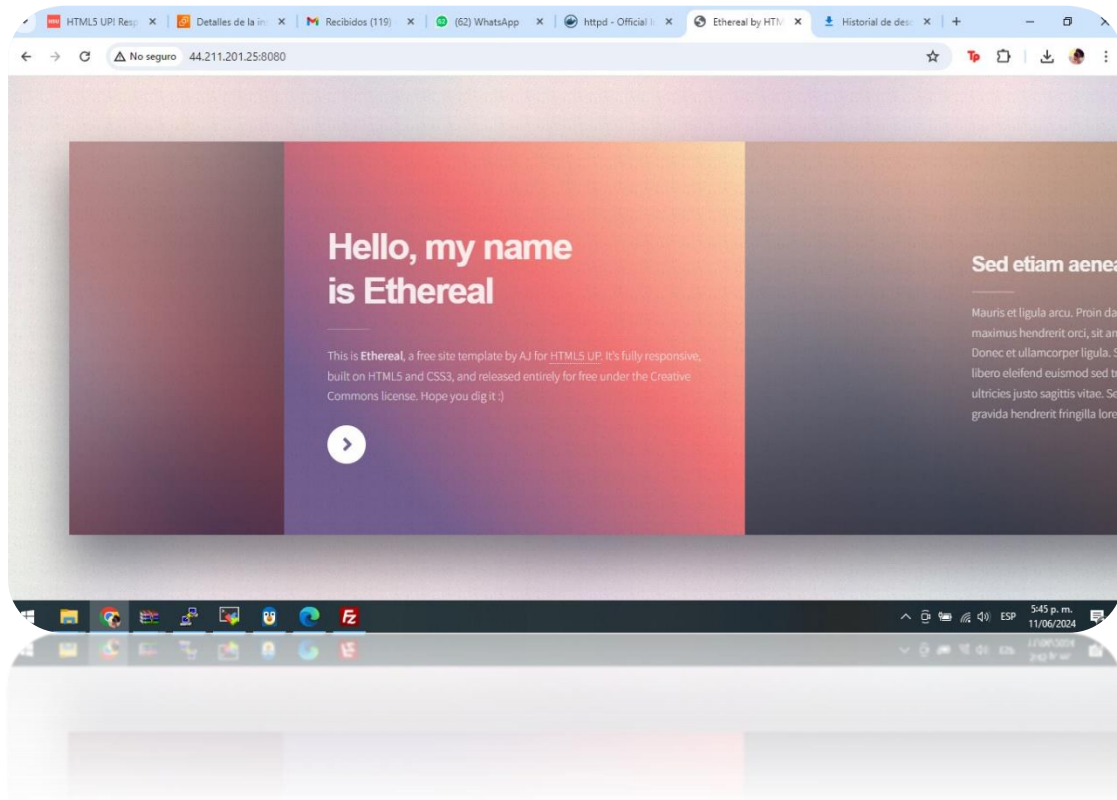 HTML5 UP! Resp
Detalles de la in
Recibidos (119)
(62) WhatsApp
httpd - Official I
Ethereal by HTM
Historial de des
No seguro
44.211.201.25:8080
Tp
Hello, my name
is Ethereal
This is Ethereal, a free site template by AJ for HTML5 UP. It's fully responsive,
built on HTML5 and CSS3, and released entirely for free under the Creative
Commons license. Hope you dig it :)
Sed etiam aenea
Mauris et ligula arcu. Proin da
maximus hendrerit orci, sit am
Donec et ullamcorper ligula. S
libero eleifend euismod sed tr
ultricies justo sagittis vitae. Se
gravida hendrerit fringilla lore
ESP
5:45 p. m.
11/06/2024